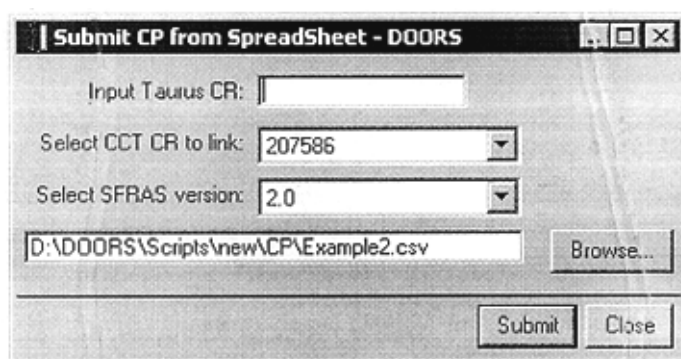 Submit CP from SpreadSheet - DOORS
Input Taurus CR:
Select CCT CR to link: 207586
Select SFRAS version: 2.0
D:\DOORS\Scripts\new\CP\Example2.csv Browse...
Submit Close